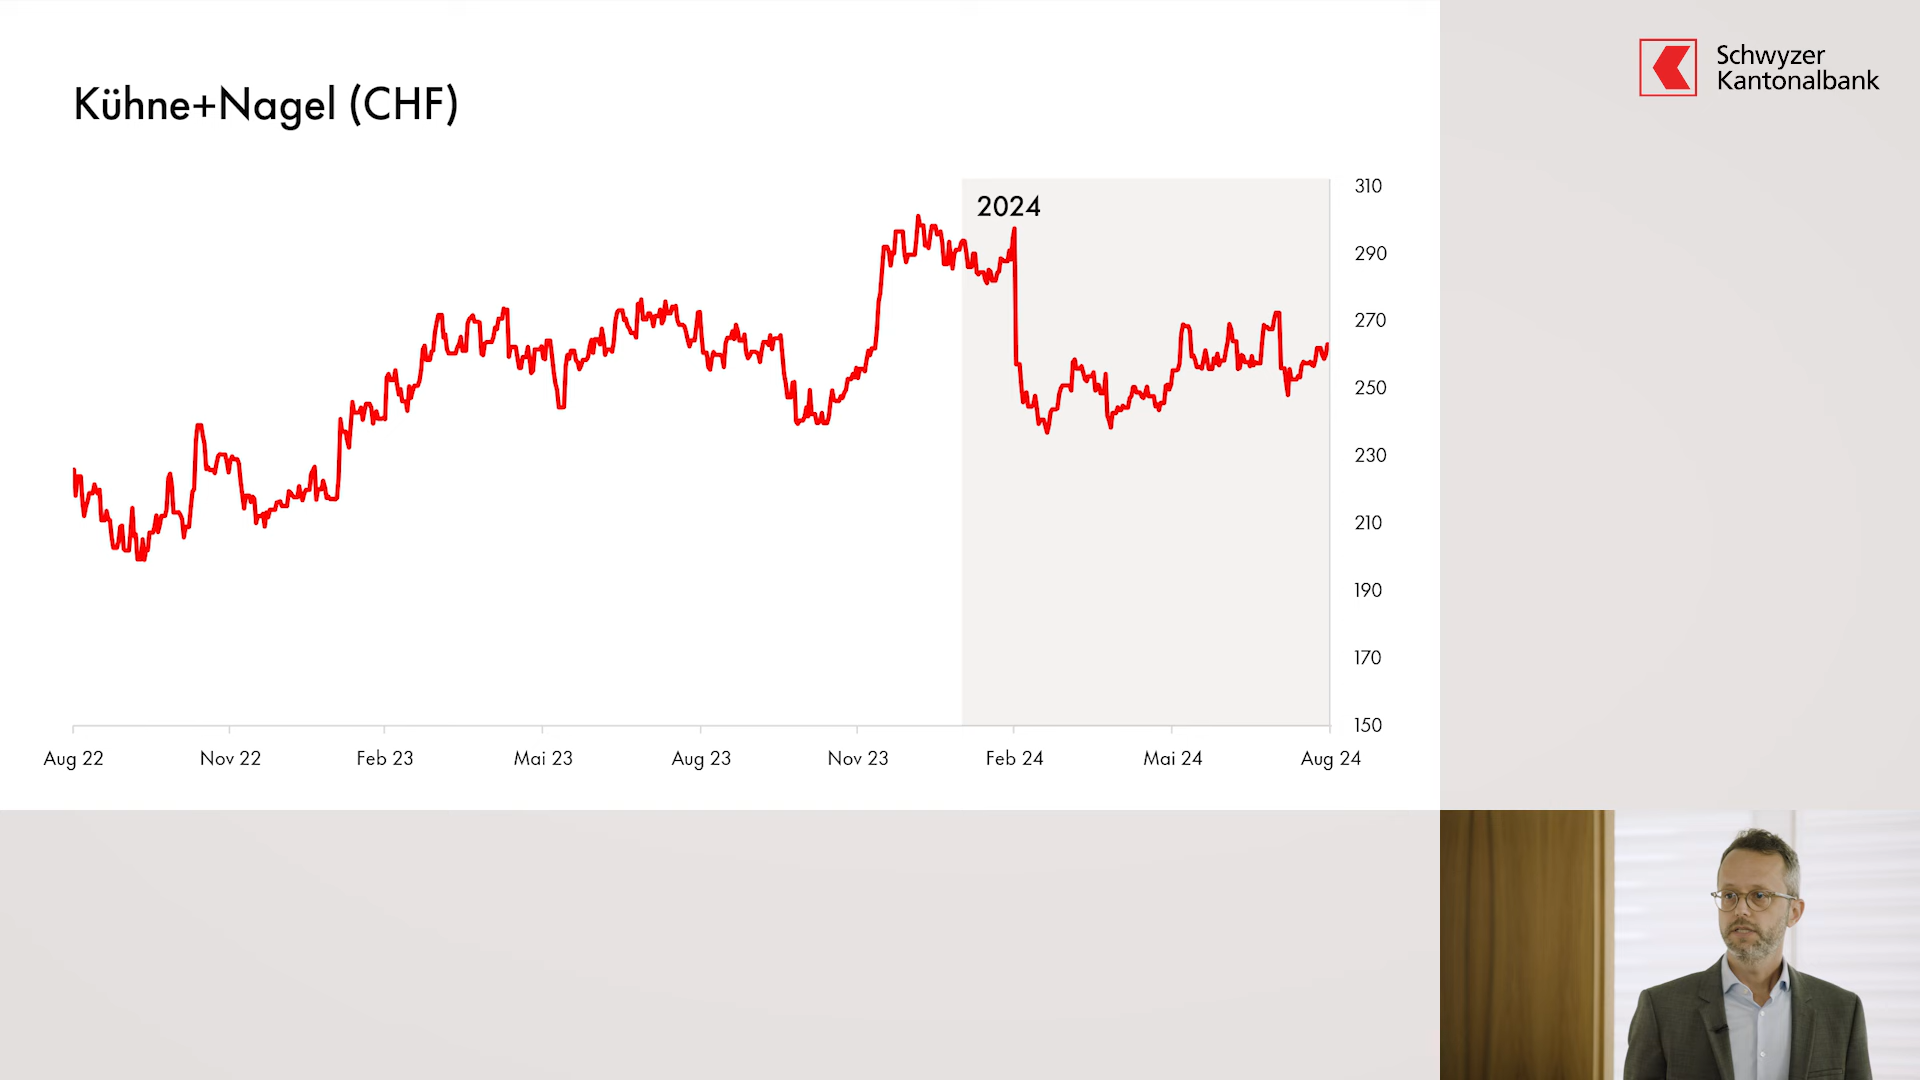 Kühne+Nagel (CHF)
Schwyzer
Kantonalbank
2024
310
290
270
250
230
210
190
170
150
Aug 22
Nov 22
Feb 23
Mai 23
Aug 23
Nov 23
Feb 24
Mai 24
Aug 24